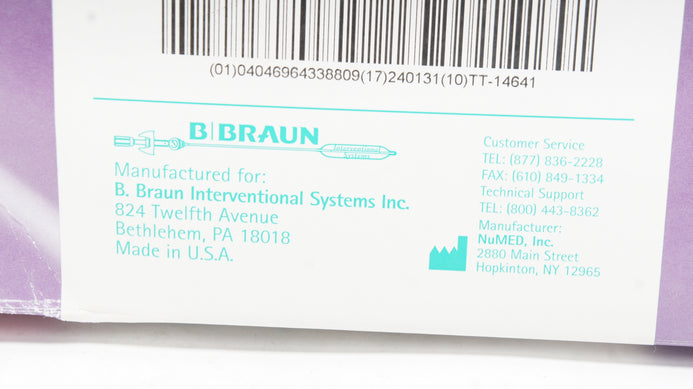 (01)04046964338809(17)240131(10)TT-14641
B|BRAUN
Interventional
Systems
Manufactured for:
B. Braun Interventional Systems Inc.
824 Twelfth Avenue
Bethlehem, PA 18018
Made in U.S.A.
Customer Service
TEL: (877) 836-2228
FAX: (610) 849-1334
Technical Support
TEL: (800) 443-8362
Manufacturer:
NuMED, Inc.
2880 Main Street
Hopkinton, NY 12965